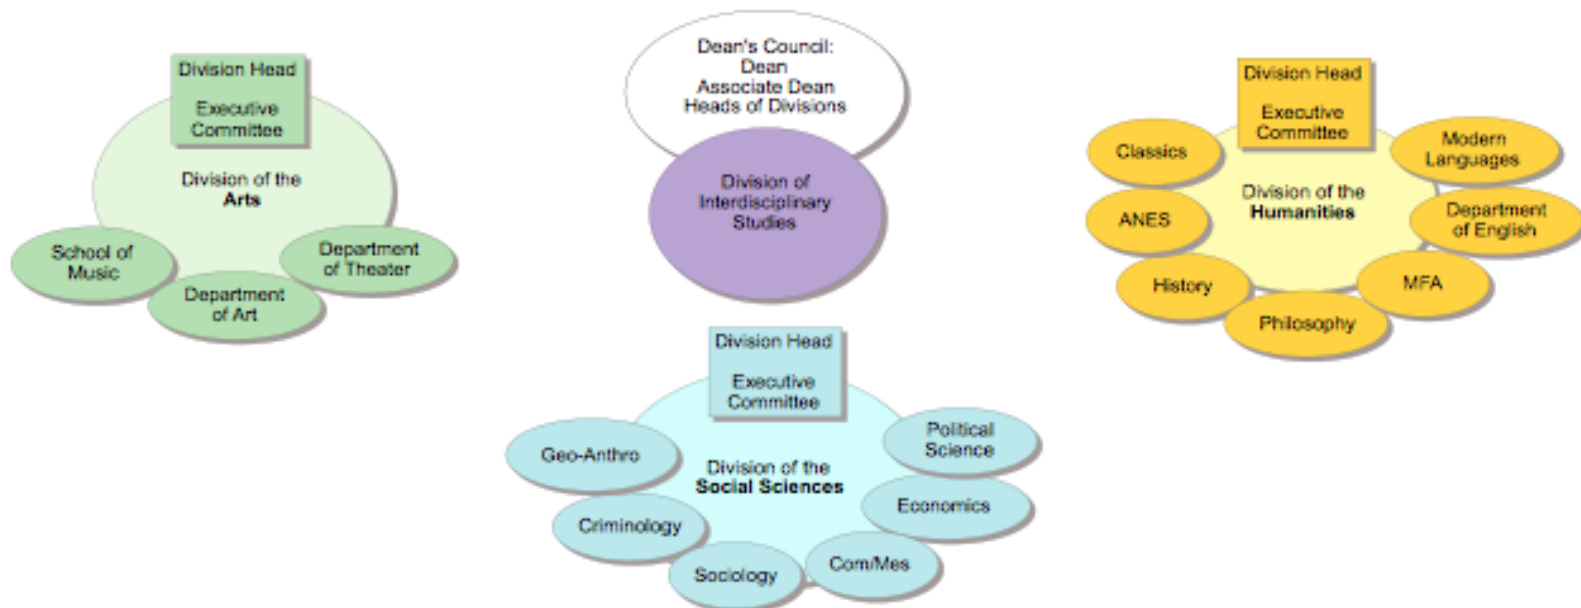 Division Head
Executive
Committee
Division of the
Arts
School of
Music
Department
of Art
Department
of Theater
Dean's Council:
Dean
Associate Dean
Heads of Divisions
Division of
Interdisciplinary
Studies
Division Head
Executive
Committee
Division of the
Humanities
Classics
ANES
History
Philosophy
MFA
Department
of English
Modern
Languages
Division Head
Executive
Committee
Division of the
Social Sciences
Geo-Anthro
Criminology
Sociology
Com/Mes
Economics
Political
Science